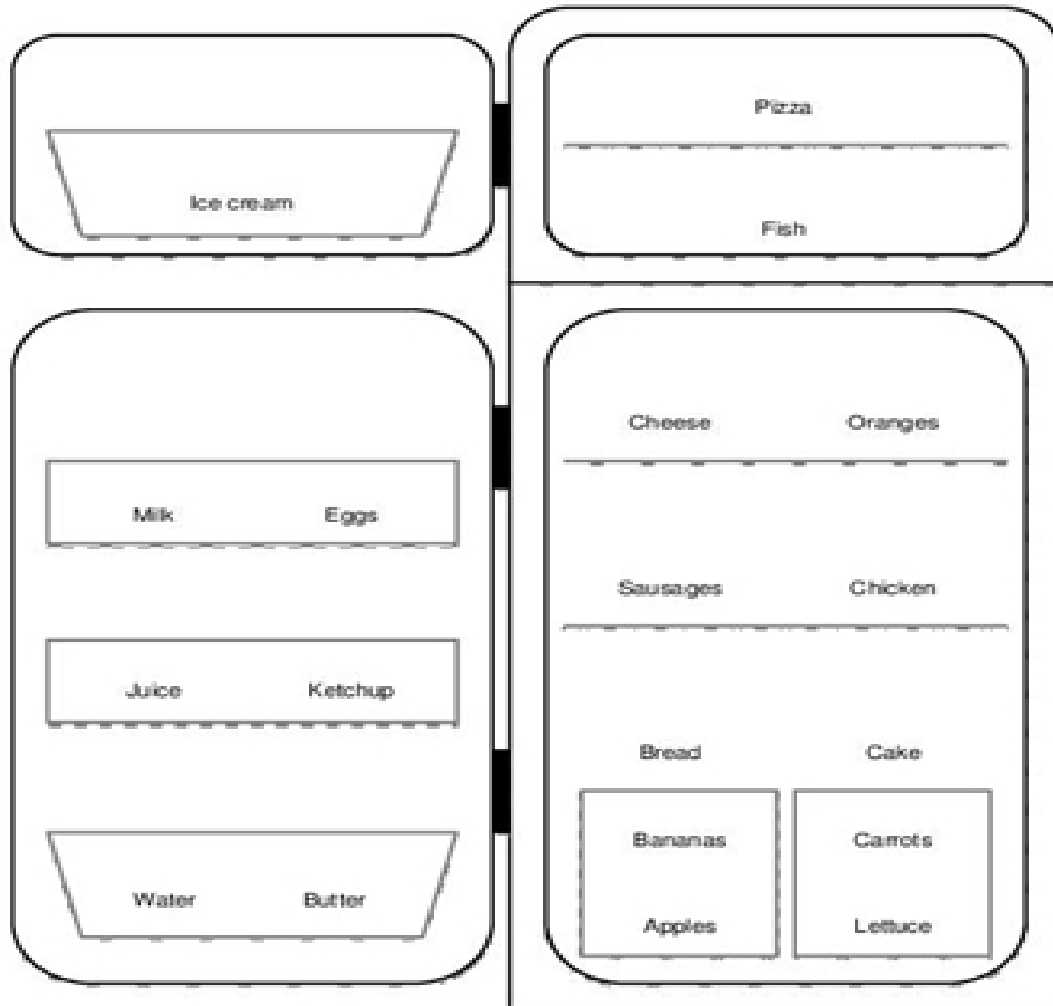 Ice cream
Pizza
Fish
Milk Eggs
Juice Ketchup
Water Butter
Cheese Oranges
Sausages Chicken
Bread Cake
Bananas Carrots
Apples Lettuce